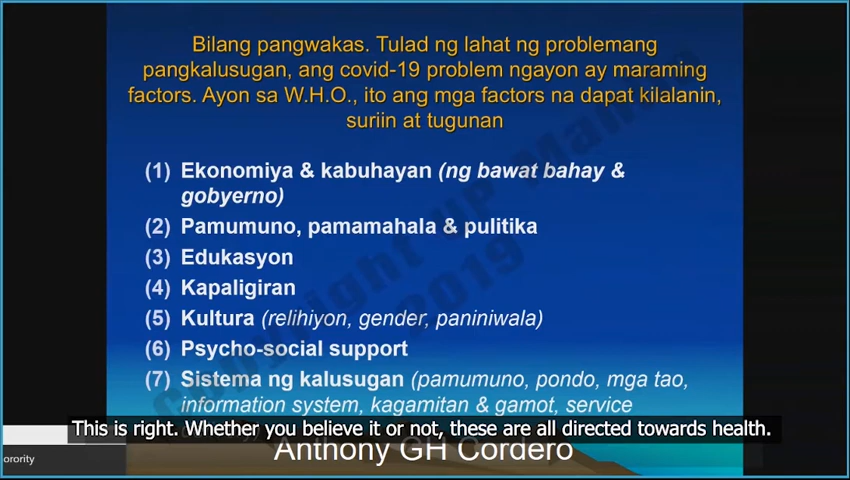 Bilang pangwakas. Tulad ng lahat ng problemang
pangkalusugan, ang covid-19 problem ngayon ay maraming
factors. Ayon sa W.H.O., ito ang mga factors na dapat kilalanin,
suriin at tugunan
(1) Ekonomiya & kabuhayan (ng bawat bahay &
gobyerno)
(2) Pamumuno, pamamahala & pulitika
(3) Edukasyon
(4) Kapaligiran
(5) Kultura (relihiyon, gender, paniniwala)
(6) Psycho-social support
(7) Sistema ng kalusugan (pamumuno, pondo, mga tao,
information system, kagamitan & gamot, service
This is right. Whether you believe it or not, these are all directed towards health.
Anthony GH Cordero
orority
Copyright UP Manila
2019